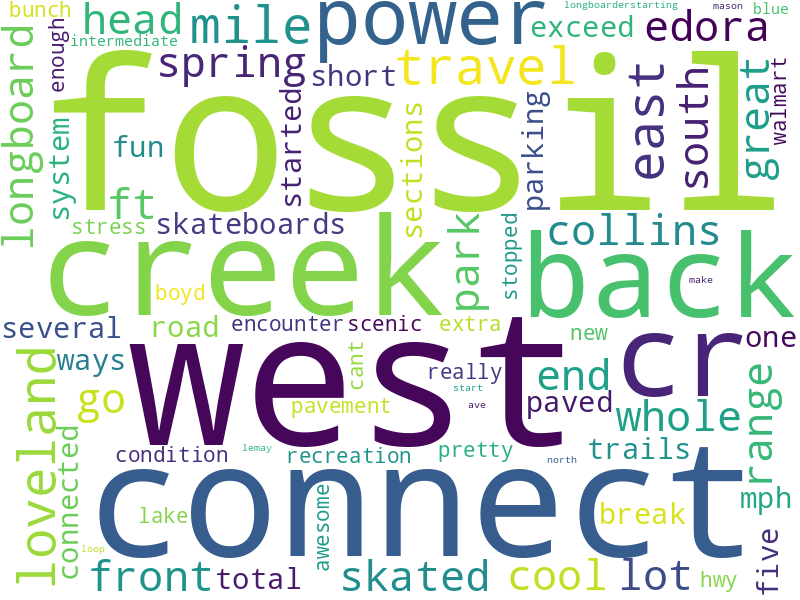 bunch
head
mile
power
longboarderstarting
exceed
mason
edora
blue
intermediate
enough
longboard
spring
short
travel
fossil
east
south
great
walmart
system
fun
started
sections
parking
ft
stress
skateboards
creek
park
stopped
collins
back
boyd
make
several
road
encounter
scenic
extra
new
one
west
cr
ways
cant
really
end
loveland
go
start
pavement
ave
paved
whole
range
connected
condition
lemay
recreation
pretty
north
trails
connect
lake
awesome
break
mph
loop
front
total
skated
cool
lot
hwy
five